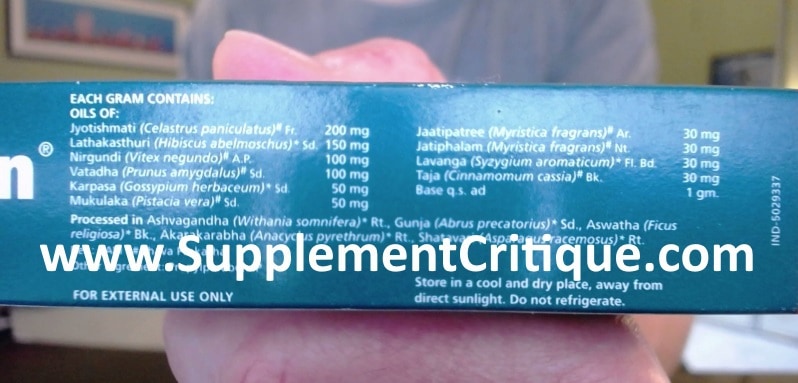 n®
EACH GRAM CONTAINS:
OILS OF:
Jyotishmati (Celastrus paniculatus)# Fr. 200 mg
Lathakasthuri (Hibiscus abelmoschus)* Sd. 150 mg
Nirgundi (Vitex negundo)# A.P. 100 mg
Vatadha (Prunus amygdalus)# Sd. 100 mg
Karpasa (Gossypium herbaceum)* Sd. 50 mg
Mukulaka (Pistacia vera)# Sd. 50 mg
Jaatipatree (Myristica fragrans)# Ar. 30 mg
Jatiphalam (Myristica fragrans)# Nt. 30 mg
Lavanga (Syzygium aromaticum)* Fl. Bd. 30 mg
Taja (Cinnamomum cassia)# Bk. 30 mg
Base q.s. ad 1 gm.
Processed in Ashvagandha (Withania somnifera)* Rt., Gunja (Abrus precatorius)* Sd., Aswatha (Ficus
religiosa)* Bk., Akarakarabha (Anacyclus pyrethrum)* Rt., Shatavari (Asparagus racemosus)* Rt.
www.SupplementCritique.com
FOR EXTERNAL USE ONLY
Store in a cool and dry place, away from
direct sunlight. Do not refrigerate.
IND-5029337